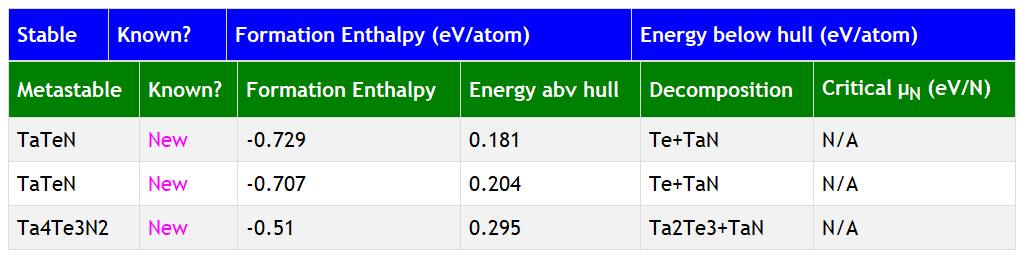 Stable Known? Formation Enthalpy (eV/atom) Energy below hull (eV/atom)
Metastable Known? Formation Enthalpy Energy abv hull Decomposition Critical μN (eV/N)
TaTeN New -0.729 0.181 Te+TaN N/A
TaTeN New -0.707 0.204 Te+TaN N/A
Ta4Te3N2 New -0.51 0.295 Ta2Te3+TaN N/A